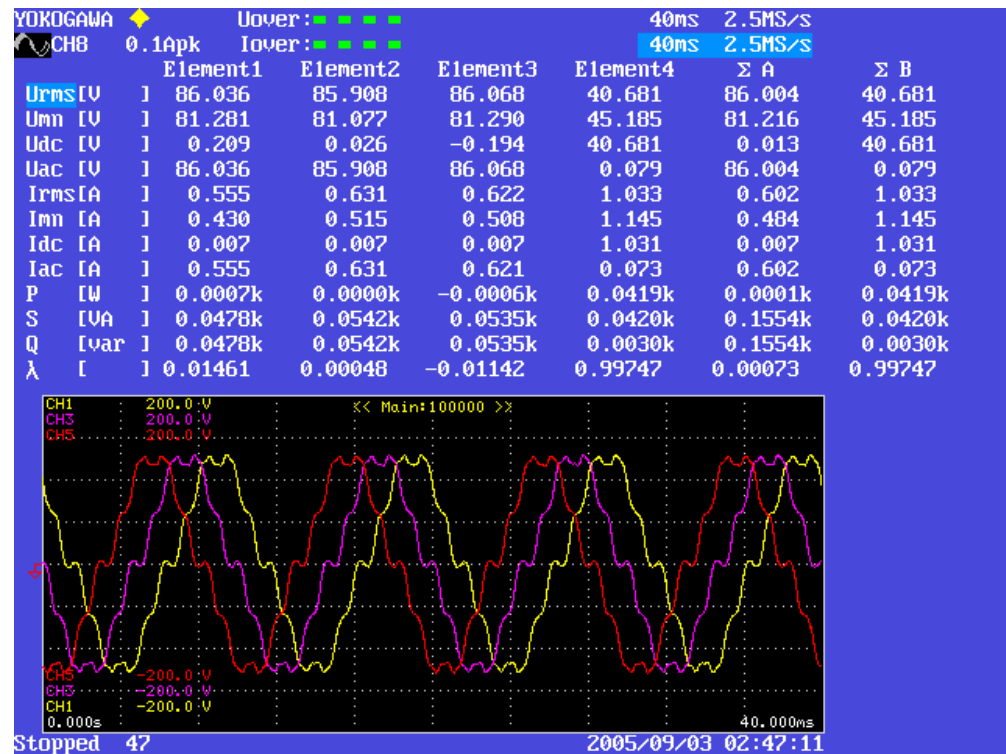 YOKOGAWA Uover: 40ms 2.5MS/s
CH8 0.1Apk Iover: 40ms 2.5MS/s
Element1 Element2 Element3 Element4 Σ A Σ B
Urms[V ] 86.036 85.908 86.068 40.681 86.004 40.681
Umn [V ] 81.281 81.077 81.290 45.185 81.216 45.185
Udc [V ] 0.209 0.026 -0.194 40.681 0.013 40.681
Uac [V ] 86.036 85.908 86.068 0.079 86.004 0.079
Irms[A ] 0.555 0.631 0.622 1.033 0.602 1.033
Imn [A ] 0.430 0.515 0.508 1.145 0.484 1.145
Idc [A ] 0.007 0.007 0.007 1.031 0.007 1.031
Iac [A ] 0.555 0.631 0.621 0.073 0.602 0.073
P [W ] 0.0007k 0.0000k -0.0006k 0.0419k 0.0001k 0.0419k
S [VA ] 0.0478k 0.0542k 0.0535k 0.0420k 0.1554k 0.0420k
Q [var ] 0.0478k 0.0542k 0.0535k 0.0030k 0.1554k 0.0030k
λ [ ] 0.01461 0.00048 -0.01142 0.99747 0.00073 0.99747
CH1 200.0 V << Main:100000 >>
CH3 200.0 V
CH5 200.0 V
CH5 -200.0 V
CH3 -200.0 V
CH1 -200.0 V
0.000s 40.000ms
Stopped 47 2005/09/03 02:47:11